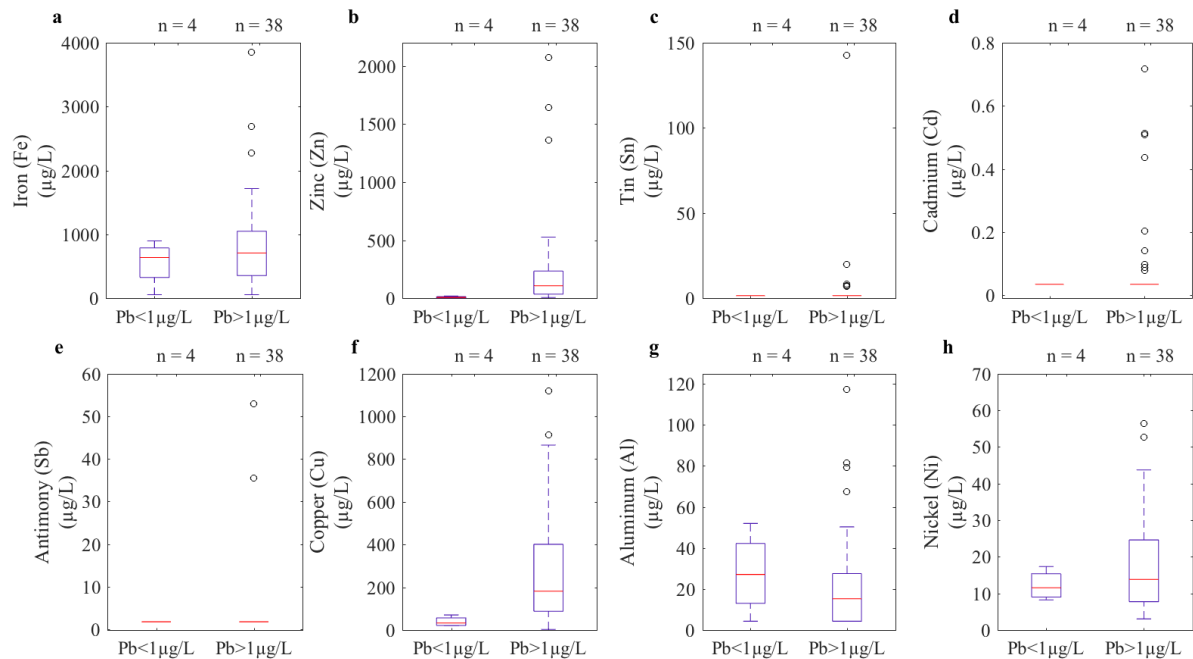 a n = 4 n = 38
4000
3000
2000
1000
0
Iron (Fe)
(µg/L)
Pb<1µg/L Pb>1µg/L
b n = 4 n = 38
2000
1500
1000
500
0
Zinc (Zn)
(µg/L)
Pb<1µg/L Pb>1µg/L
c n = 4 n = 38
150
100
50
0
Tin (Sn)
(µg/L)
Pb<1µg/L Pb>1µg/L
d n = 4 n = 38
0.8
0.6
0.4
0.2
0
Cadmium (Cd)
(µg/L)
Pb<1µg/L Pb>1µg/L
e n = 4 n = 38
60
50
40
30
20
10
0
Antimony (Sb)
(µg/L)
Pb<1µg/L Pb>1µg/L
f n = 4 n = 38
1200
1000
800
600
400
200
0
Copper (Cu)
(µg/L)
Pb<1µg/L Pb>1µg/L
g n = 4 n = 38
120
100
80
60
40
20
0
Aluminum (Al)
(µg/L)
Pb<1µg/L Pb>1µg/L
h n = 4 n = 38
70
60
50
40
30
20
10
0
Nickel (Ni)
(µg/L)
Pb<1µg/L Pb>1µg/L